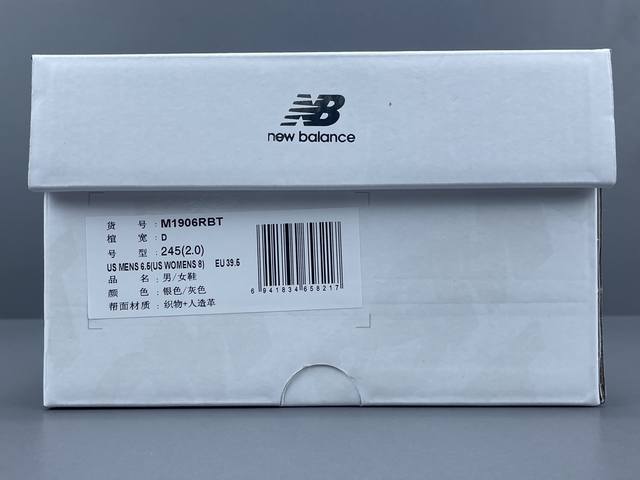 NB
new balance
货 号 : M1906RBT
楦 宽 : D
号 型 : 245(2.0)
US MENS 6.5(US WOMENS 8) EU 39.5
品 名 : 男/女鞋
颜 色 : 银色/灰色
帮面材质 : 织物+人造革
6 941834 658217